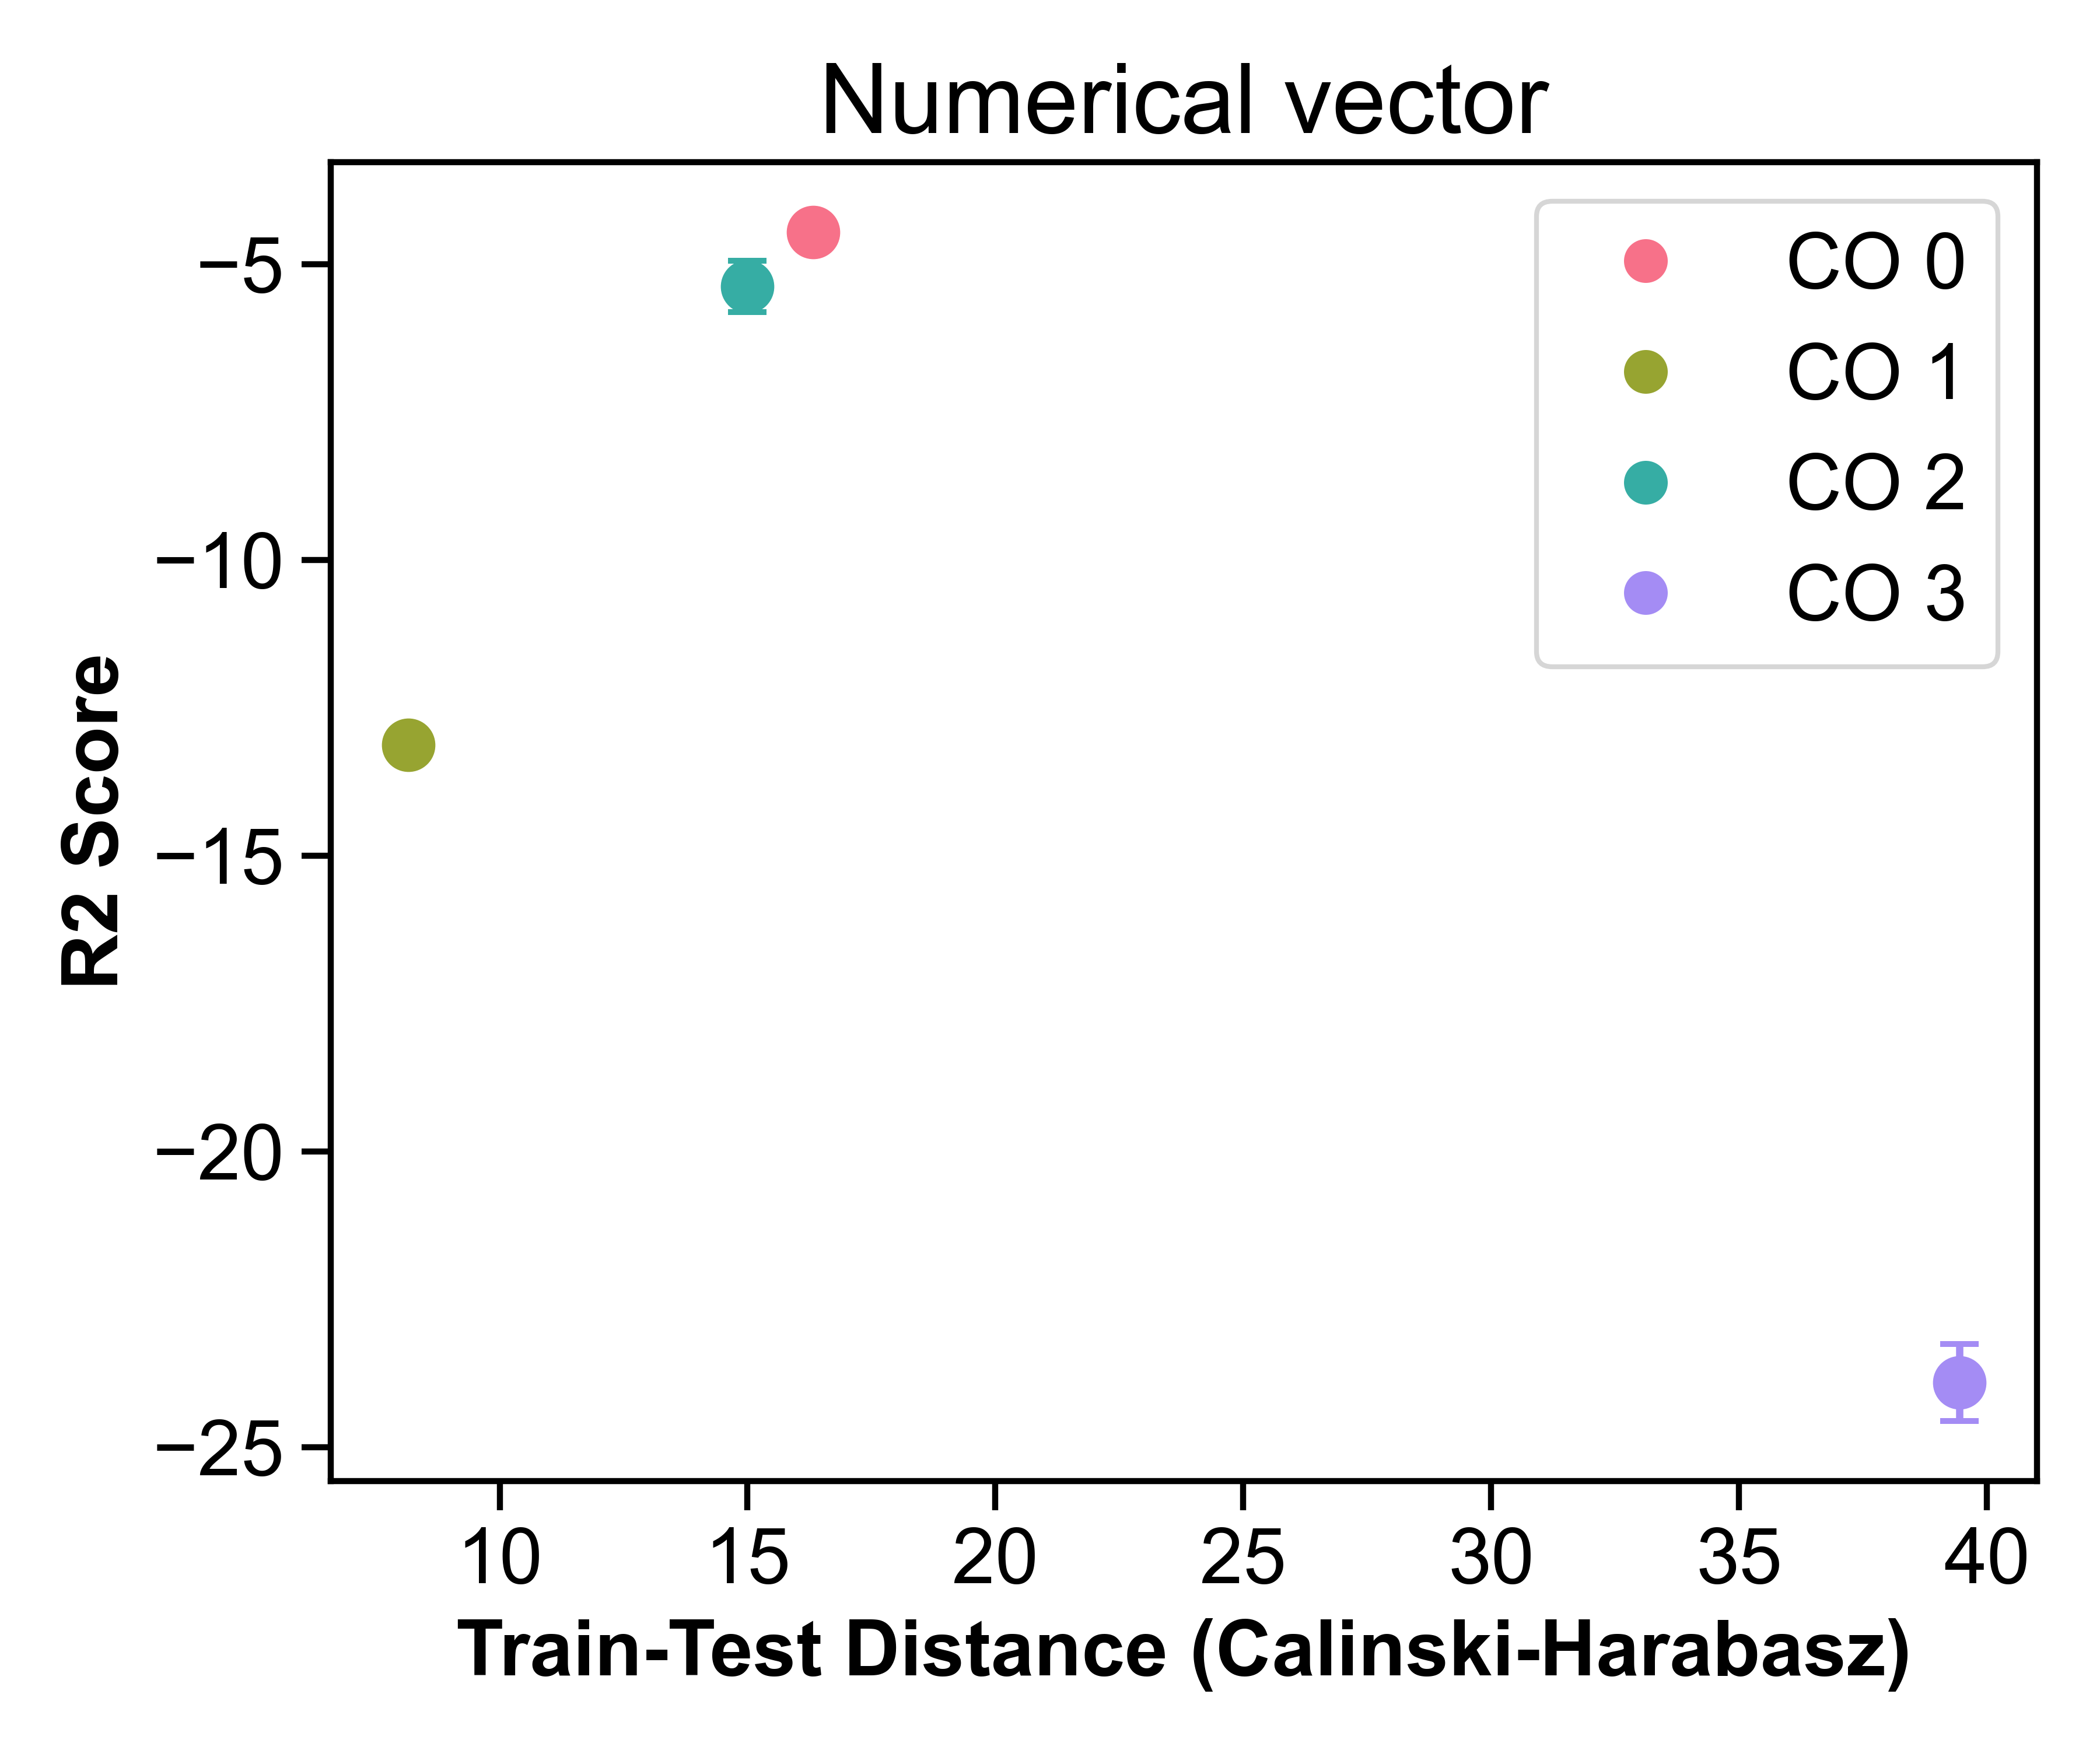 Numerical vector
CO 0
CO 1
CO 2
CO 3
R2 Score
−5
−10
−15
−20
−25
10 15 20 25 30 35 40
Train-Test Distance (Calinski-Harabasz)